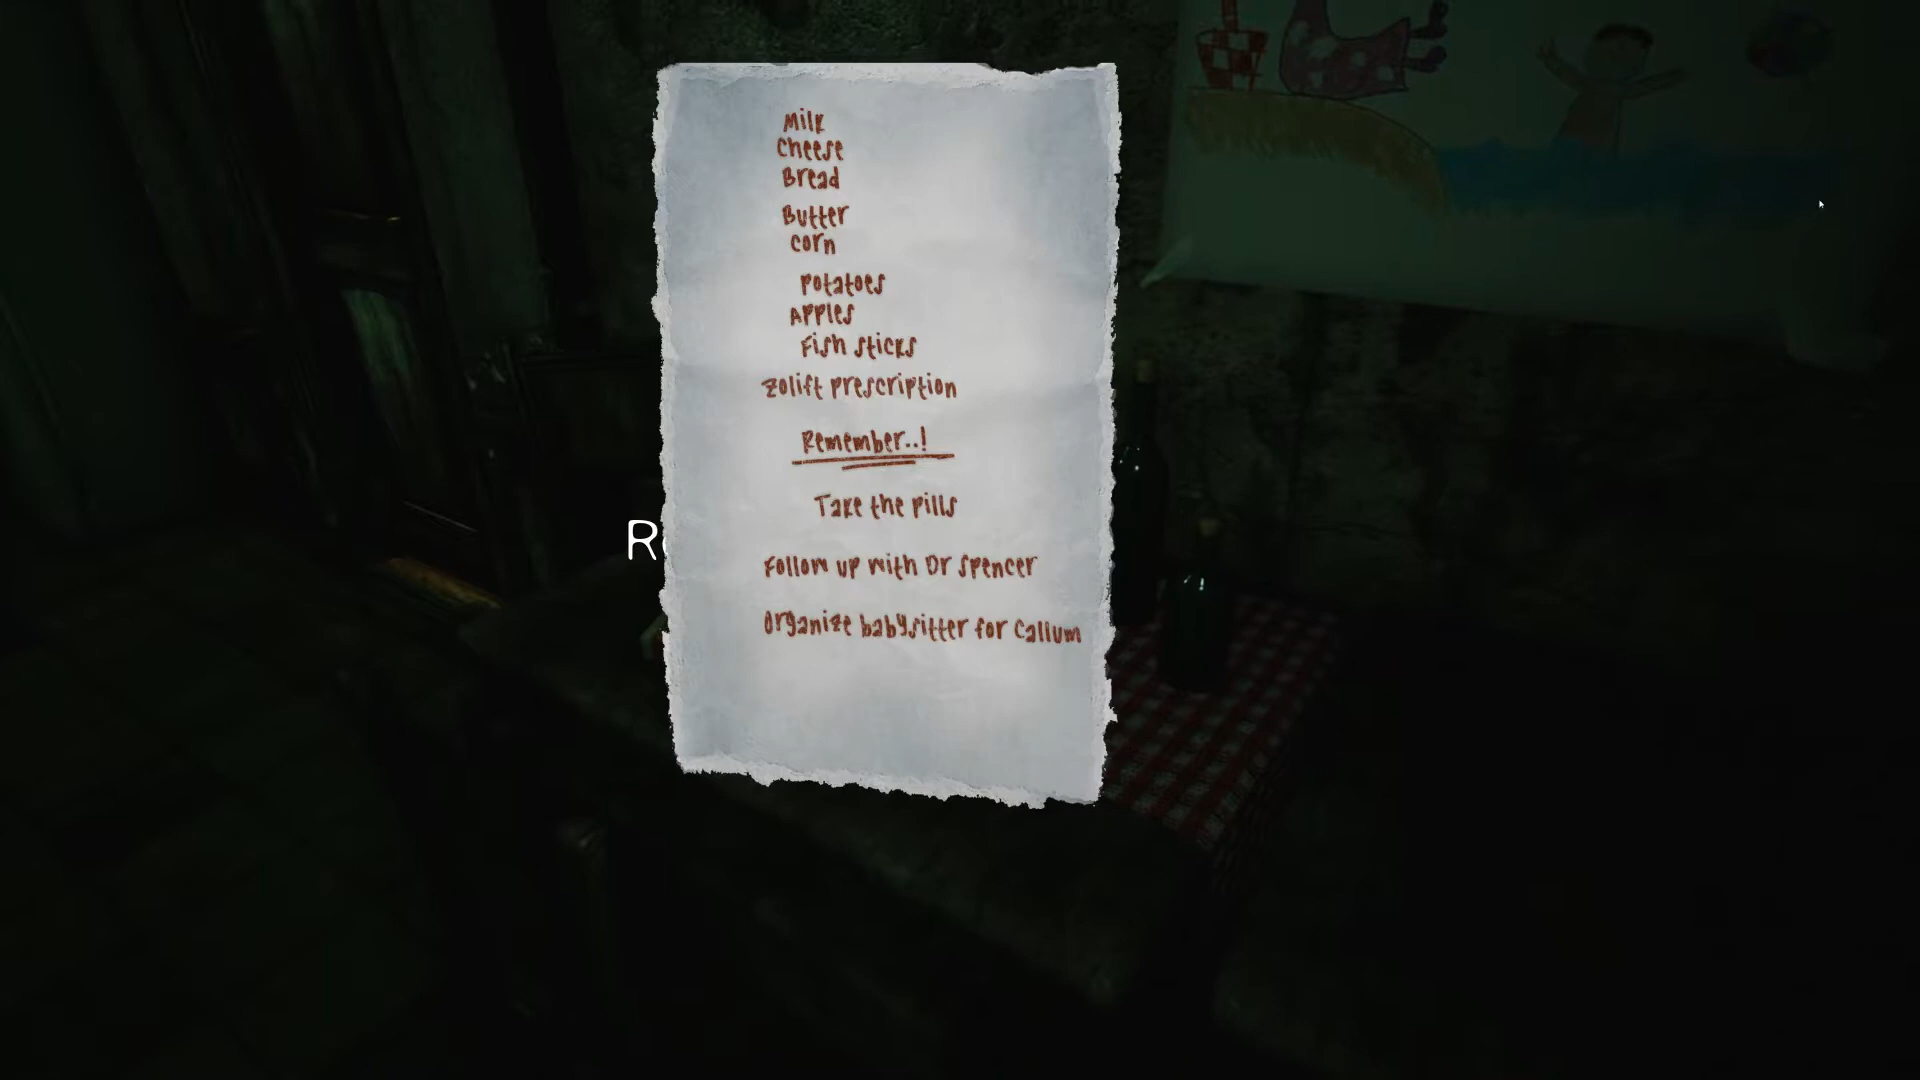 Milk
Cheese
Bread
Butter
Corn
Potatoes
Apples
Fish sticks
Zolift prescription
Remember..!
Take the pills
Follow up with Dr Spencer
Organize babysitter for Callum